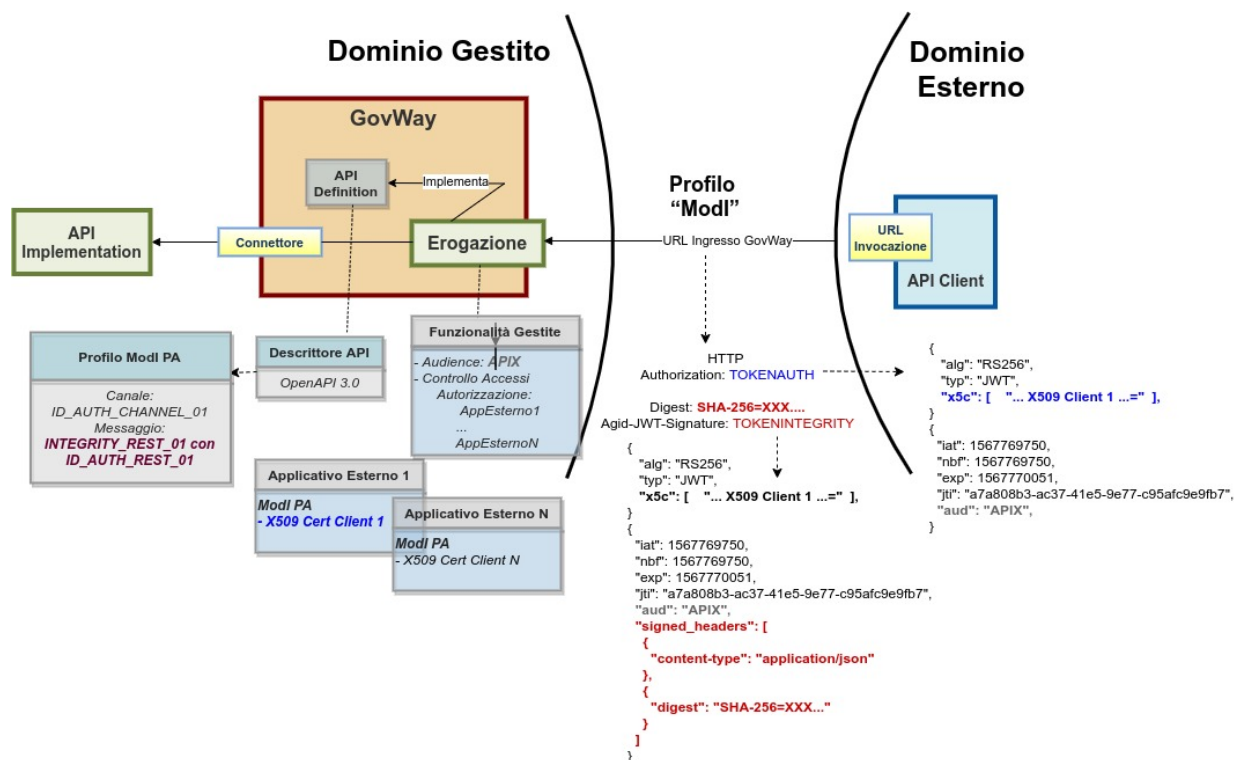 Dominio Gestito
Dominio
Esterno
GovWay
API
Definition
Implementa
Profilo
“ModI”
API
Implementation
Connettore
Erogazione
URL Ingresso GovWay
URL
Invocazione
API Client
Profilo ModI PA
Canale:
ID_AUTH_CHANNEL_01
Messaggio:
INTEGRITY_REST_01 con
ID_AUTH_REST_01
Descrittore API
OpenAPI 3.0
Funzionalità Gestite
- Audience: APIX
- Controllo Accessi
Autorizzazione:
AppEsterno1
...
AppEsternoN
Applicativo Esterno 1
ModI PA
- X509 Cert Client 1
Applicativo Esterno N
ModI PA
- X509 Cert Client N
HTTP
Authorization: TOKENAUTH
Digest: SHA-256=XXX....
Agid-JWT-Signature: TOKENINTEGRITY
{
"alg": "RS256",
"typ": "JWT",
"x5c": [ "... X509 Client 1 ...=" ],
}
{
"iat": 1567769750,
"nbf": 1567769750,
"exp": 1567770051,
"jti": "a7a808b3-ac37-41e5-9e77-c95afc9e9fb7",
"aud": "APIX",
"signed_headers": [
{
"content-type": "application/json"
},
{
"digest": "SHA-256=XXX..."
}
]
}
{
"alg": "RS256",
"typ": "JWT",
"x5c": [ "... X509 Client 1 ...=" ],
}
{
"iat": 1567769750,
"nbf": 1567769750,
"exp": 1567770051,
"jti": "a7a808b3-ac37-41e5-9e77-c95afc9e9fb7",
"aud": "APIX",
}